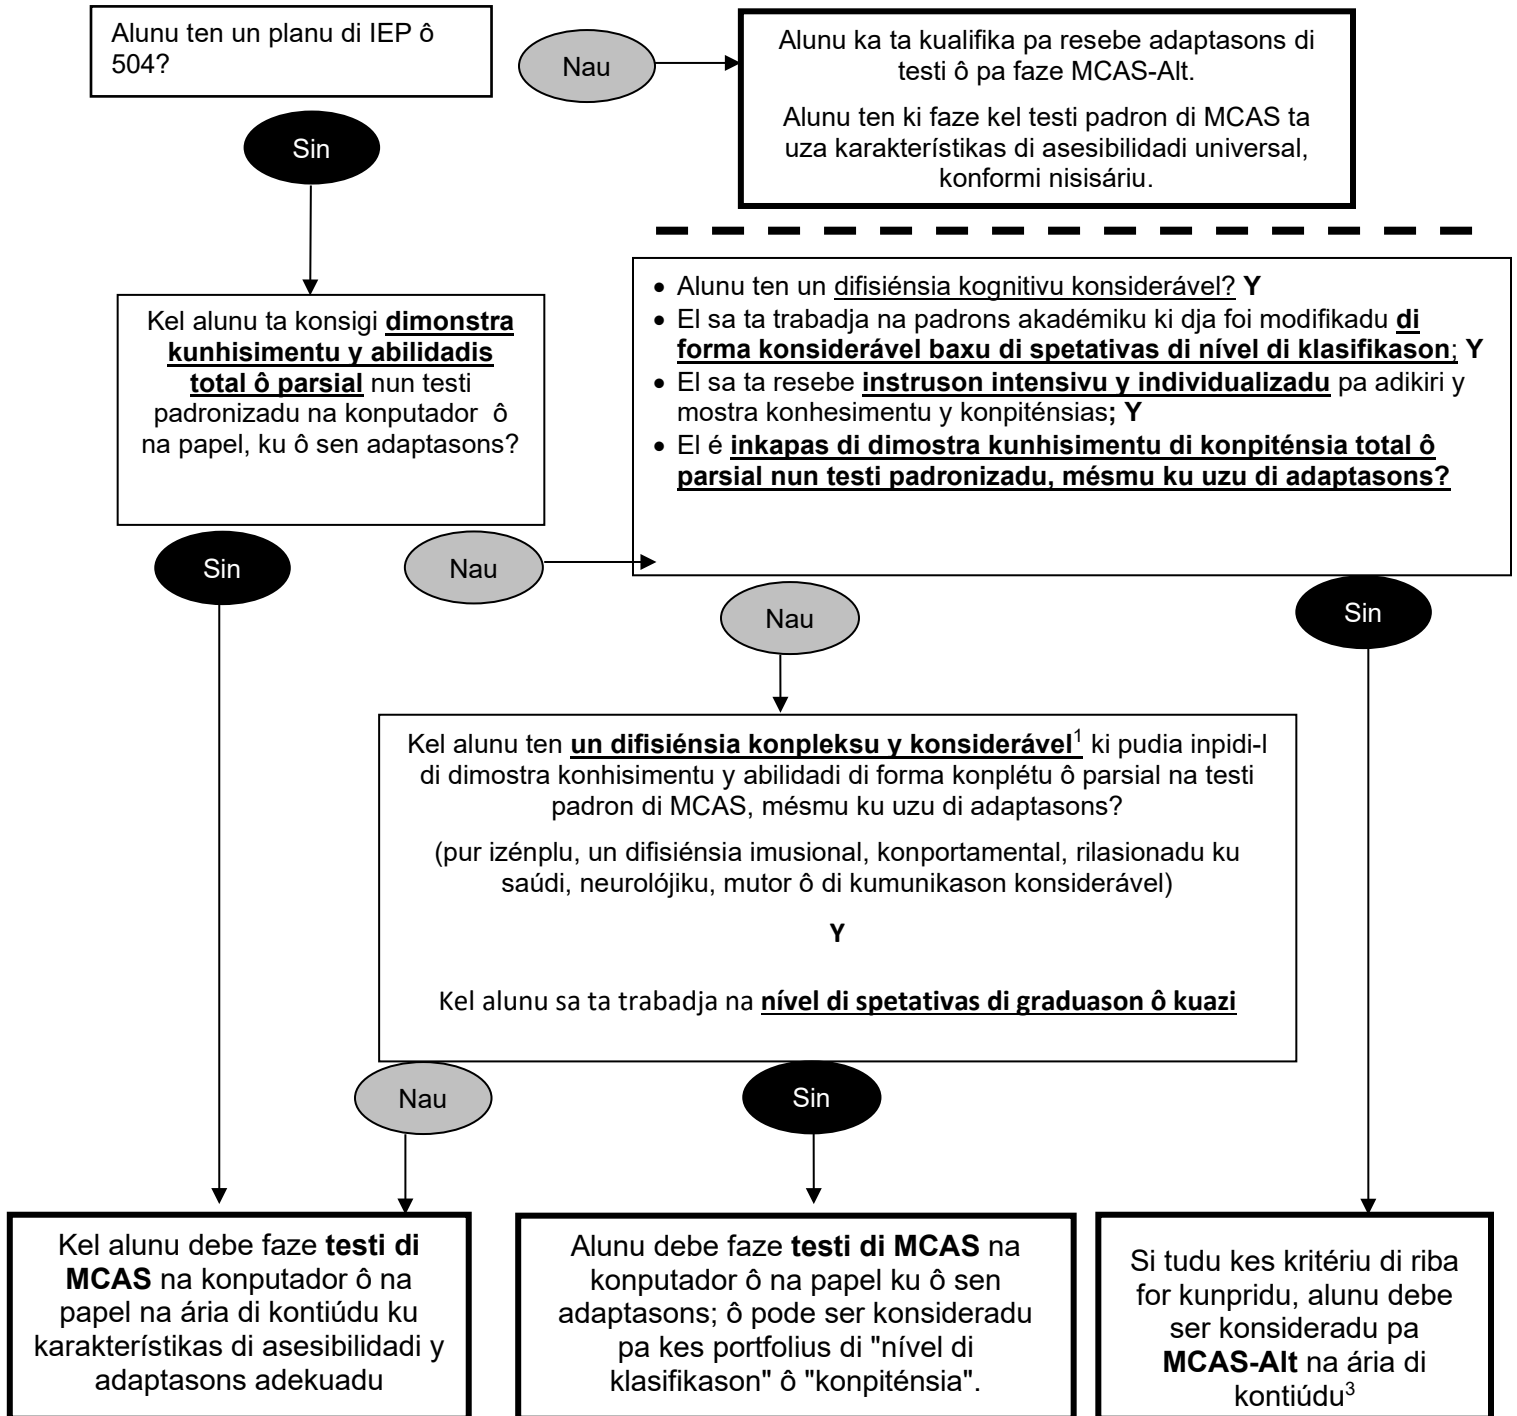 Alunu ten un planu di IEP ô
504?
Nau
Alunu ka ta kualifika pa resebe adaptasons di
testi ô pa faze MCAS-Alt.
Alunu ten ki faze kel testi padron di MCAS ta
uza karakterístikas di asesibilidadi universal,
konformi nisisáriu.
Sin
Kel alunu ta konsigi dimonstra
kunhisimentu y abilidadis
total ô parsial nun testi
padronizadu na konputador ô
na papel, ku ô sen adaptasons?
• Alunu ten un difisiénsia kognitivu konsiderável? Y
• El sa ta trabadja na padrons akadémiku ki dja foi modifikadu di
forma konsiderável baxu di spetativas di nível di klasifikason; Y
• El sa ta resebe instruson intensivu y individualizadu pa adikiri y
mostra konhesimentu y konpiténsias; Y
• El é inkapas di dimostra kunhisimentu di konpiténsia total ô
parsial nun testi padronizadu, mésmu ku uzu di adaptasons?
Sin
Nau
Nau
Sin
Kel alunu ten un difisiénsia konpleksu y konsiderável1 ki pudia inpidi-l
di dimostra konhisimentu y abilidadi di forma konplétu ô parsial na testi
padron di MCAS, mésmu ku uzu di adaptasons?
(pur izénplu, un difisiénsia imusional, konportamental, rilasionadu ku
saúdi, neurolójiku, mutor ô di kumunikason konsiderável)
Y
Kel alunu sa ta trabadja na nível di spetativas di graduason ô kuazi
Nau
Sin
Kel alunu debe faze testi di
MCAS na konputador ô na
papel na ária di kontiúdu ku
karakterístikas di asesibilidadi y
adaptasons adekuadu
Alunu debe faze testi di MCAS na
konputador ô na papel ku ô sen
adaptasons; ô pode ser konsideradu
pa kes portfolius di "nível di
klasifikason" ô "konpiténsia".
Si tudu kes kritériu di riba
for kunpridu, alunu debe
ser konsideradu pa
MCAS-Alt na ária di
kontiúdu3